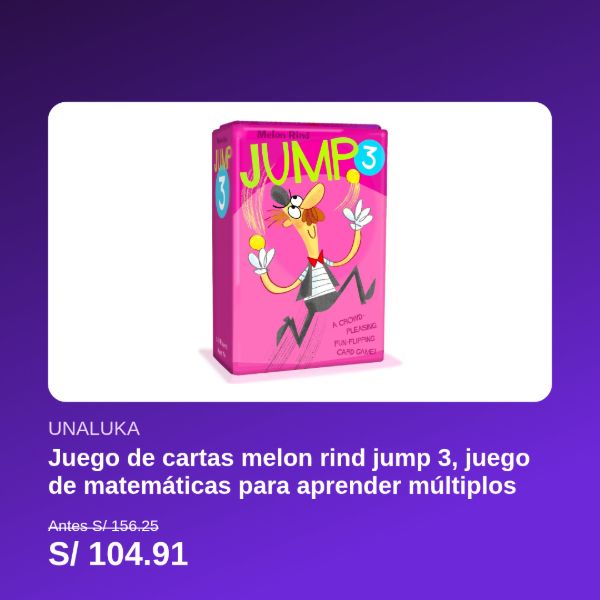 Melon Rind
JUMP
3
JUMP
3
A CROWD-
PLEASING,
FUN-FLIPPING
CARD GAME!
UNALUKA
Juego de cartas melon rind jump 3, juego
de matemáticas para aprender múltiplos
Antes S/ 156.25
S/ 104.91